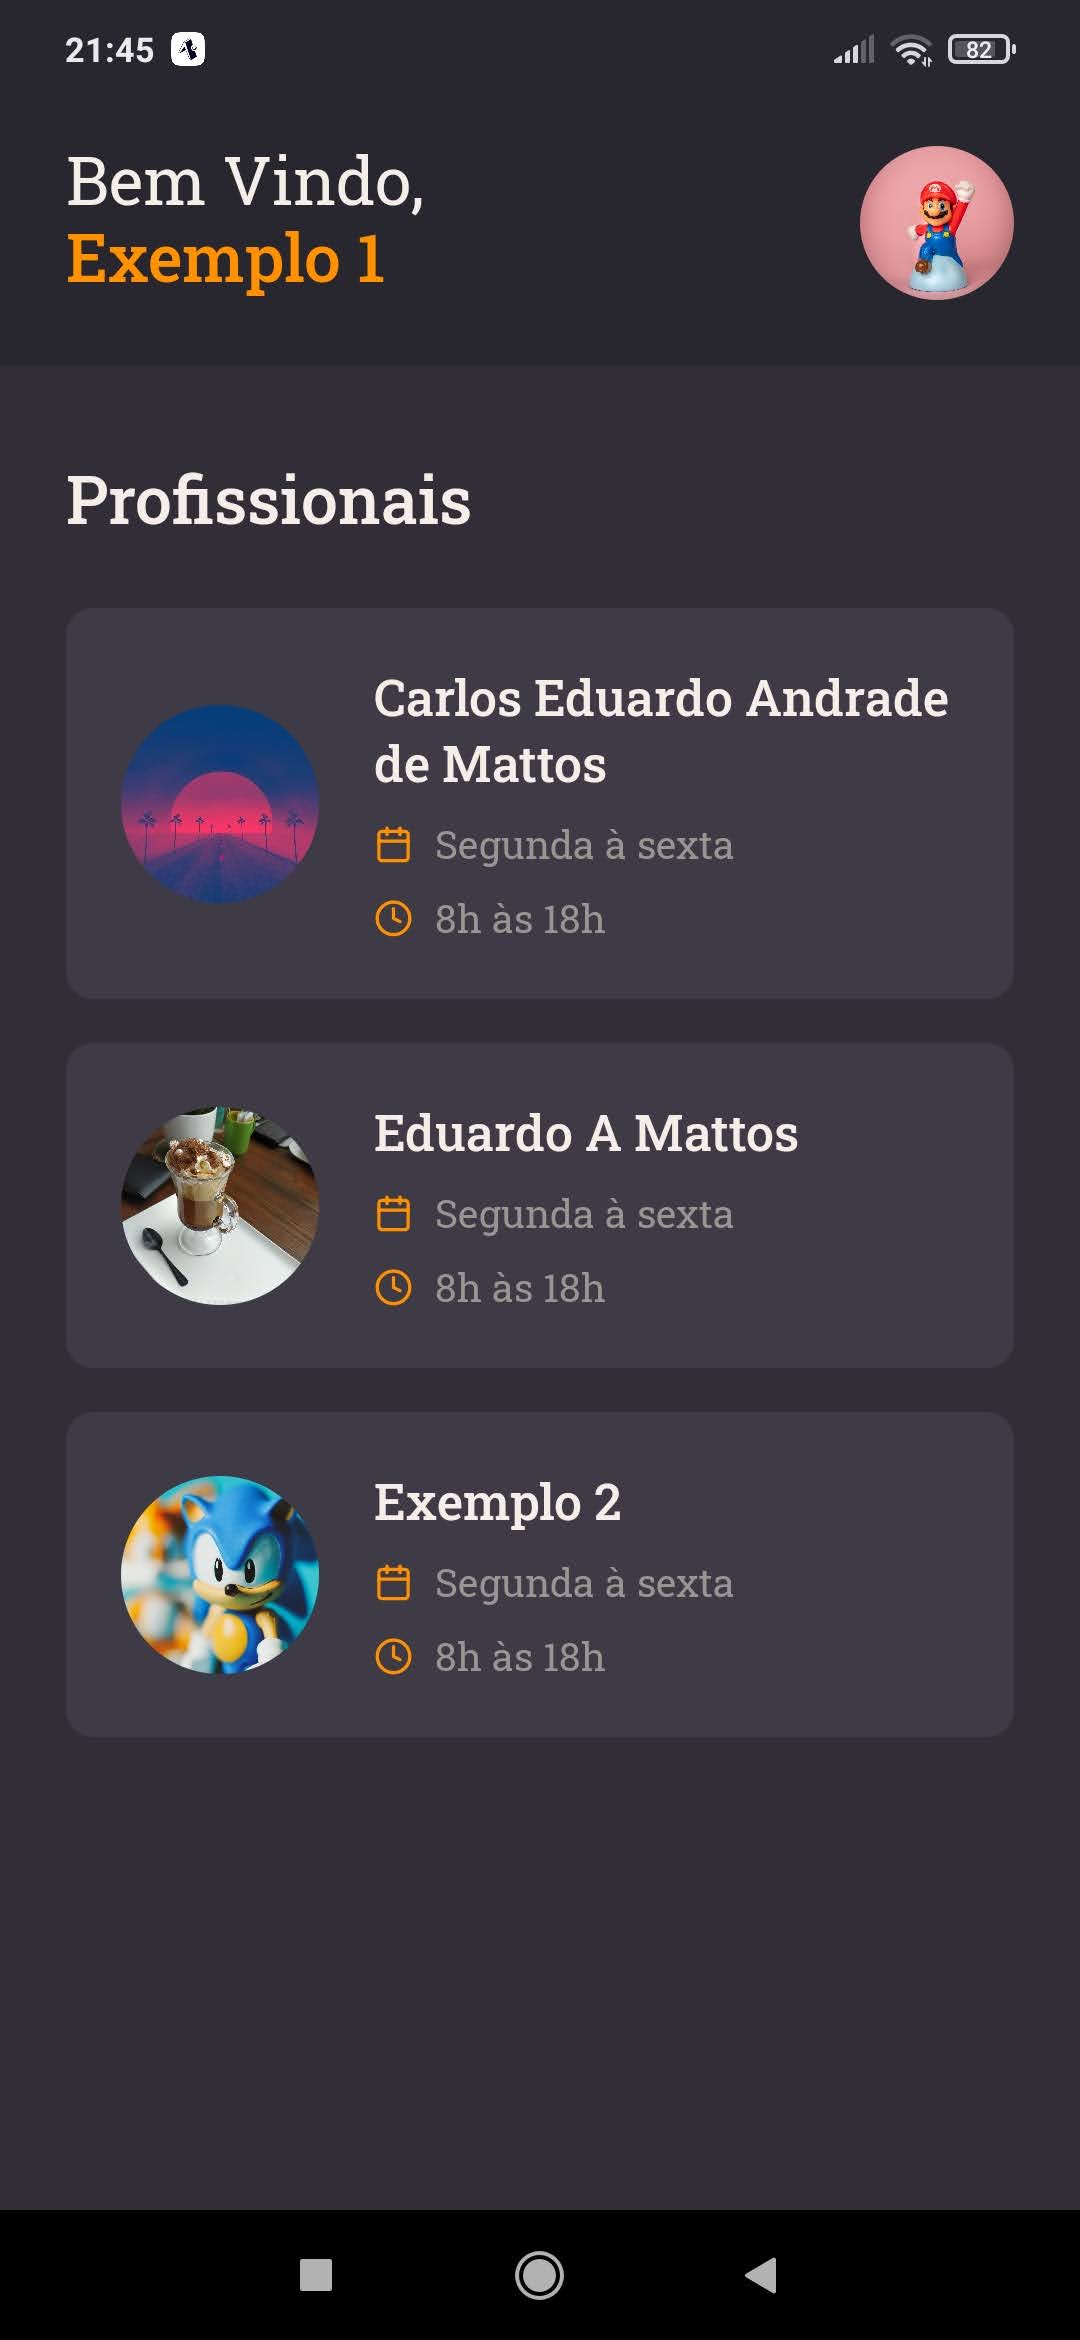 21:45
82
Bem Vindo,
Exemplo 1
Profissionais
Carlos Eduardo Andrade
de Mattos
Segunda à sexta
8h às 18h
Eduardo A Mattos
Segunda à sexta
8h às 18h
Exemplo 2
Segunda à sexta
8h às 18h